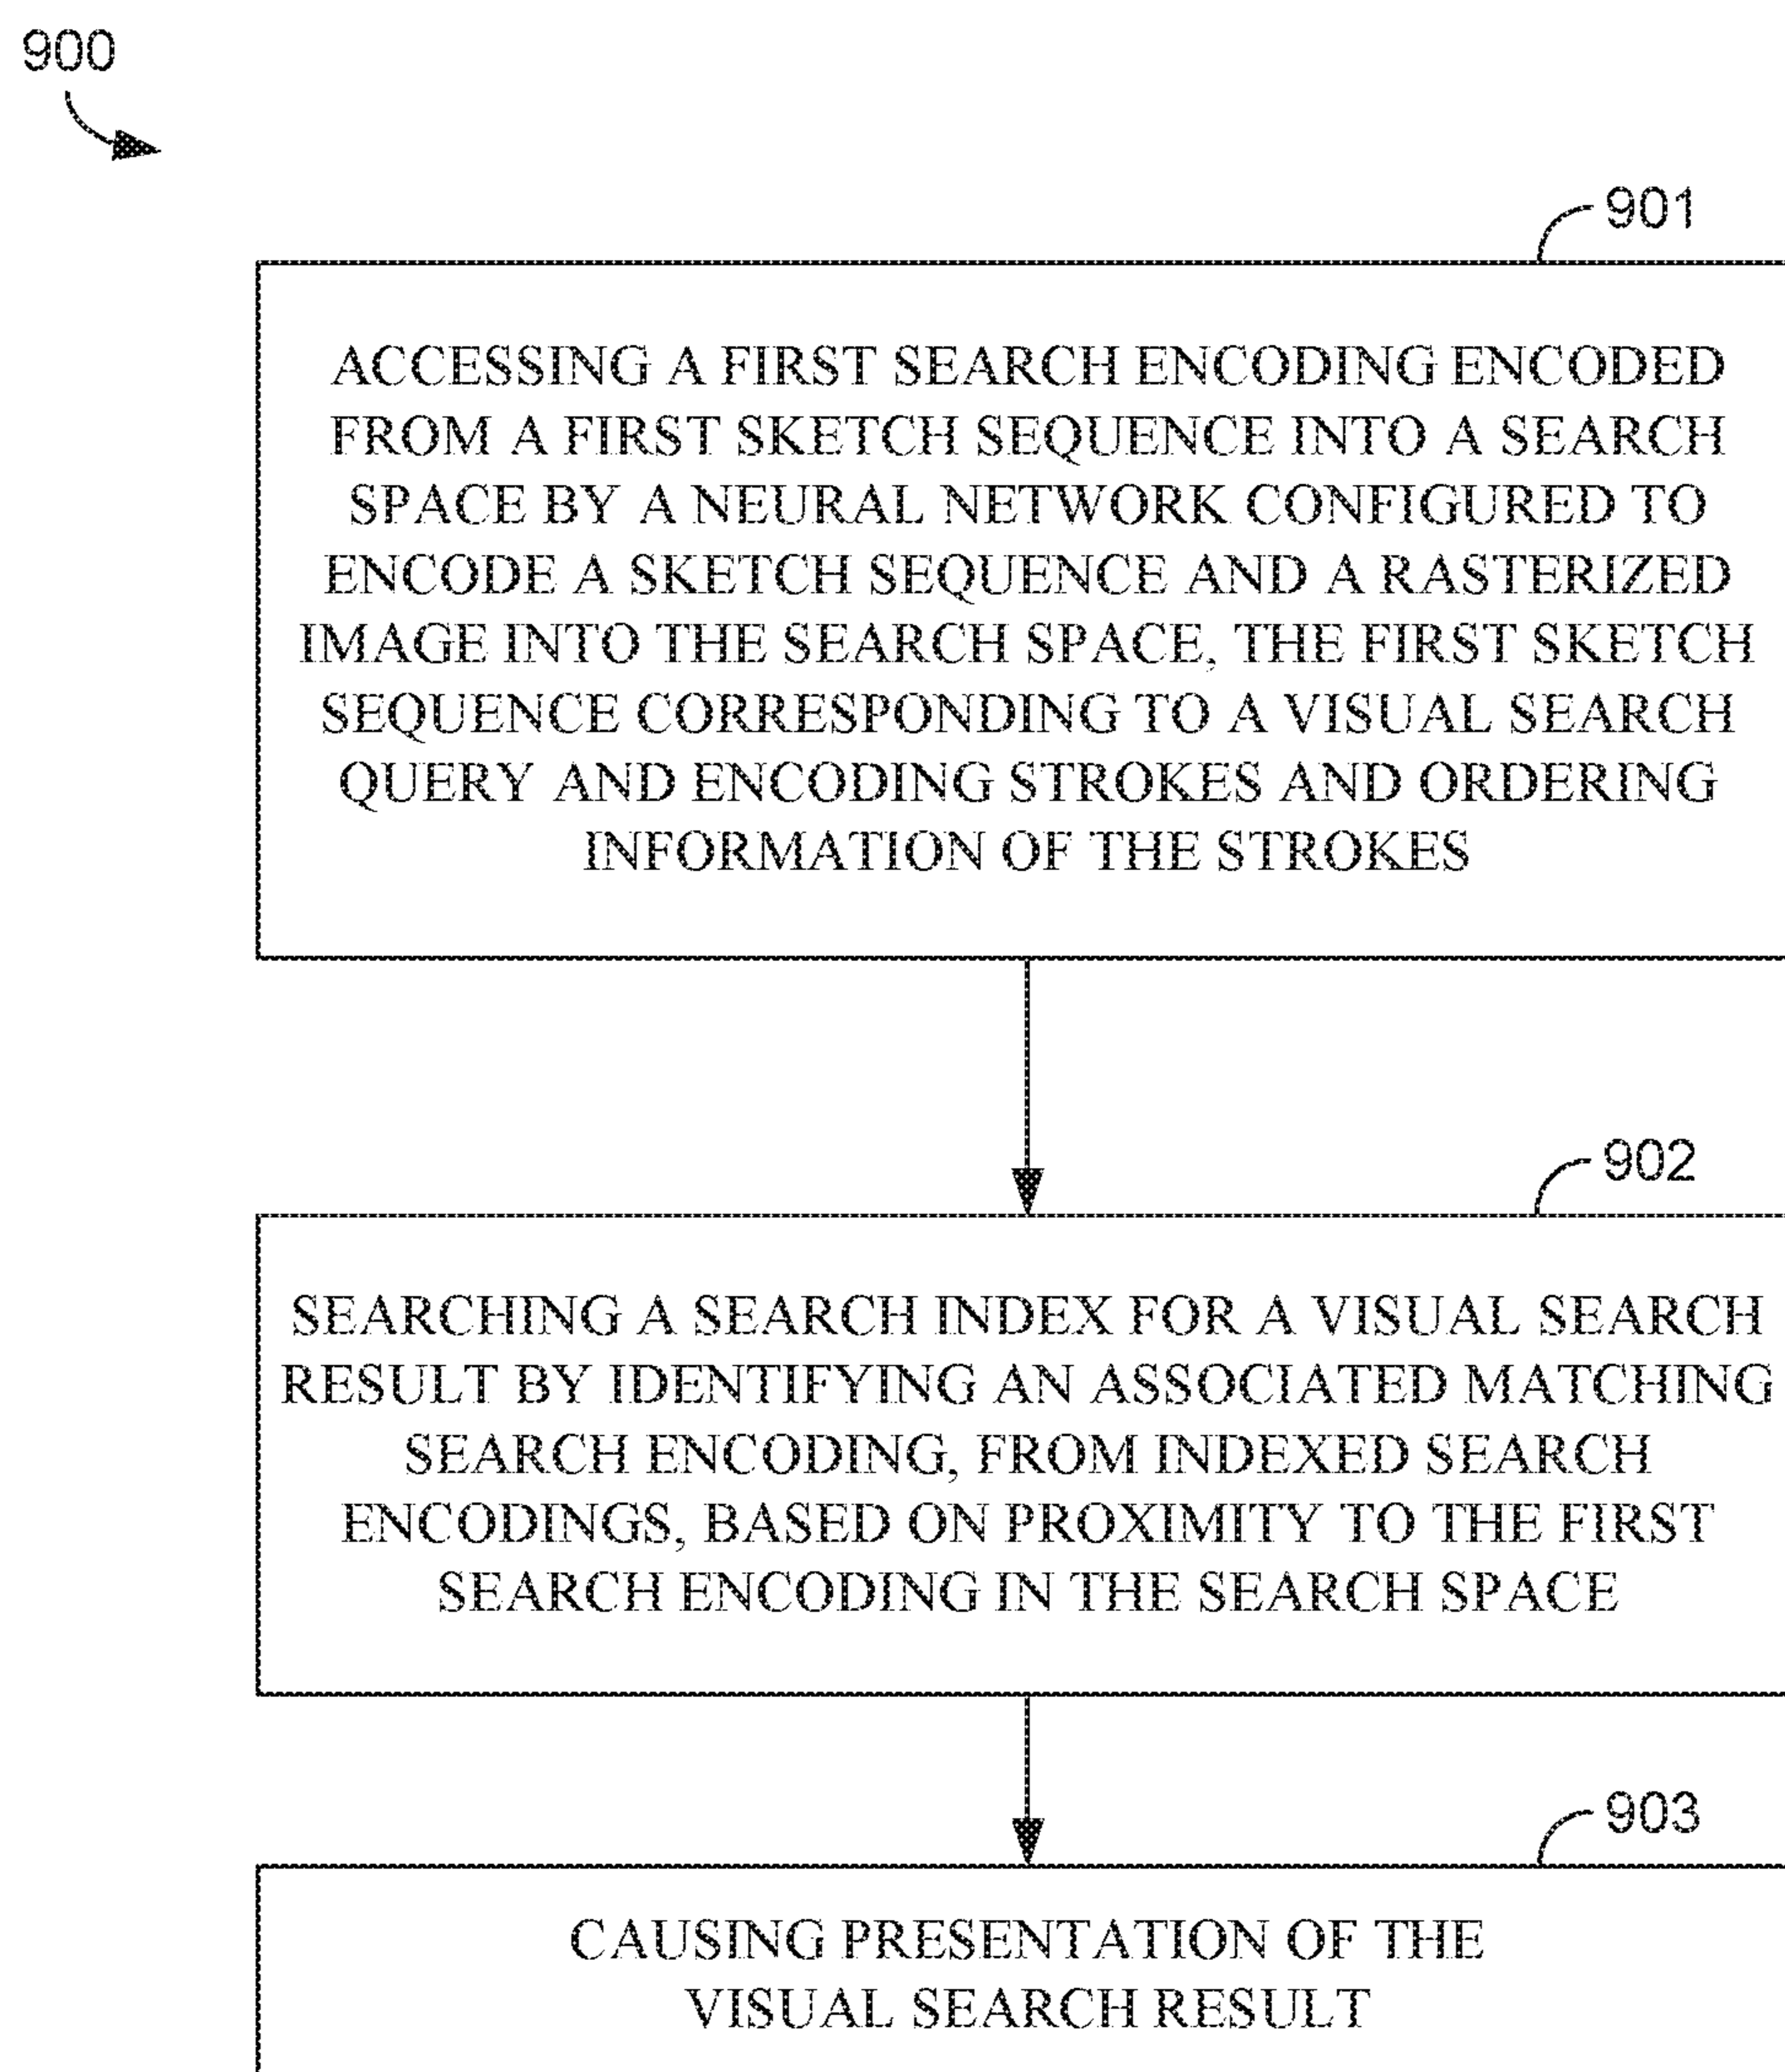 900
901
ACCESSING A FIRST SEARCH ENCODING ENCODED
FROM A FIRST SKETCH SEQUENCE INTO A SEARCH
SPACE BY A NEURAL NETWORK CONFIGURED TO
ENCODE A SKETCH SEQUENCE AND A RASTERIZED
IMAGE INTO THE SEARCH SPACE, THE FIRST SKETCH
SEQUENCE CORRESPONDING TO A VISUAL SEARCH
QUERY AND ENCODING STROKES AND ORDERING
INFORMATION OF THE STROKES
902
SEARCHING A SEARCH INDEX FOR A VISUAL SEARCH
RESULT BY IDENTIFYING AN ASSOCIATED MATCHING
SEARCH ENCODING, FROM INDEXED SEARCH
ENCODINGS, BASED ON PROXIMITY TO THE FIRST
SEARCH ENCODING IN THE SEARCH SPACE
903
CAUSING PRESENTATION OF THE
VISUAL SEARCH RESULT